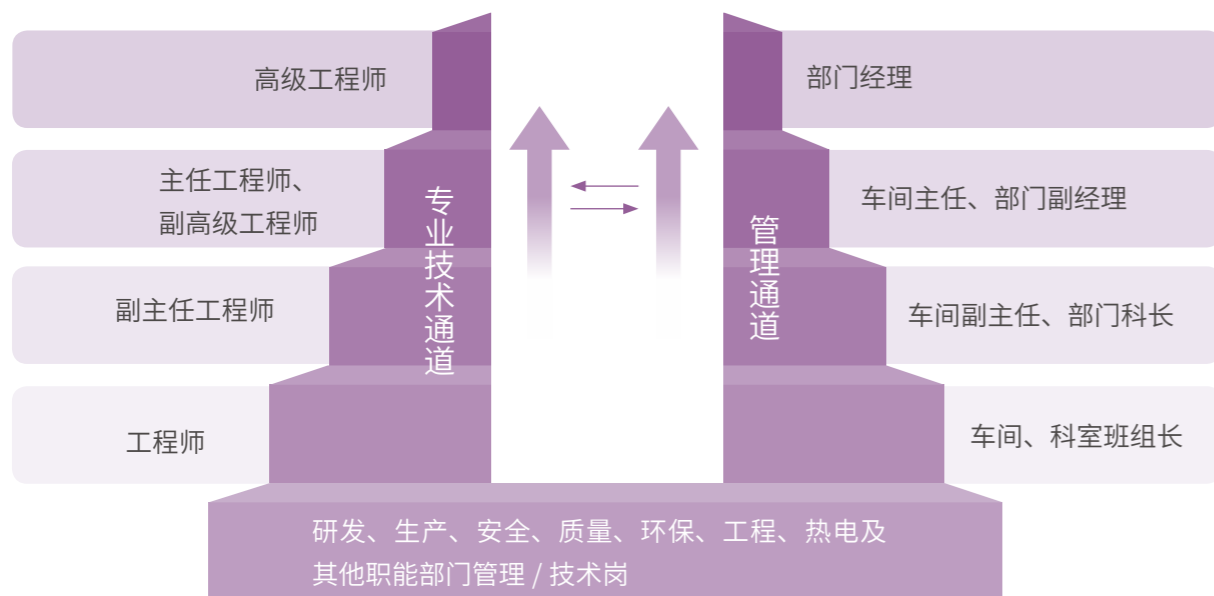 高级工程师
部门经理
主任工程师、
副高级工程师
车间主任、部门副经理
专业技术通道
管理通道
副主任工程师
车间副主任、部门科长
工程师
车间、科室班组长
研发、生产、安全、质量、环保、工程、热电及
其他职能部门管理 / 技术岗